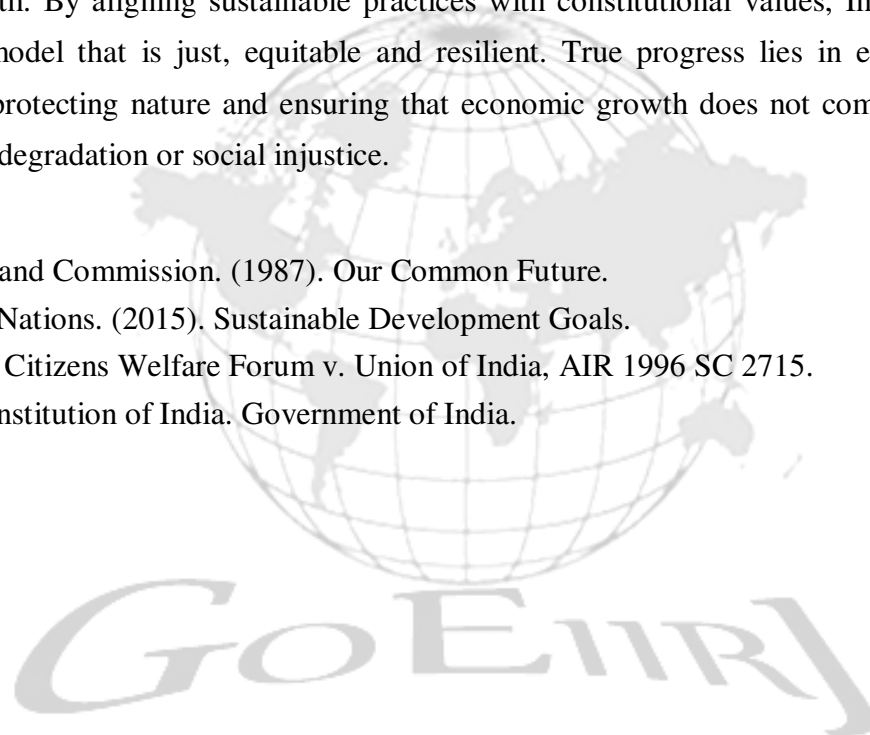 th. By aligning sustainable practices with constitutional values, In
model that is just, equitable and resilient. True progress lies in e
protecting nature and ensuring that economic growth does not com
degradation or social injustice.
and Commission. (1987). Our Common Future.
Nations. (2015). Sustainable Development Goals.
Citizens Welfare Forum v. Union of India, AIR 1996 SC 2715.
nstitution of India. Government of India.
GOEIIRJ